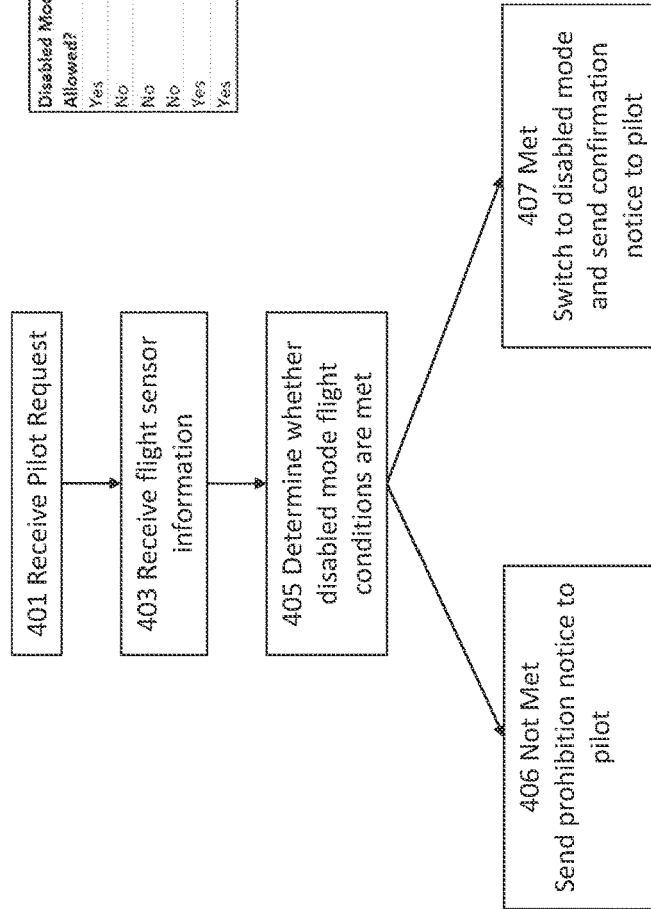 401 Receive Pilot Request
403 Receive flight sensor
information
405 Determine whether
disabled mode flight
conditions are met
406 Not Met
Send prohibition notice to
pilot
407 Met
Switch to disabled mode
and send confirmation
notice to pilot
Disabled
Allowed?
Yes
No
No
No
Yes
Yes